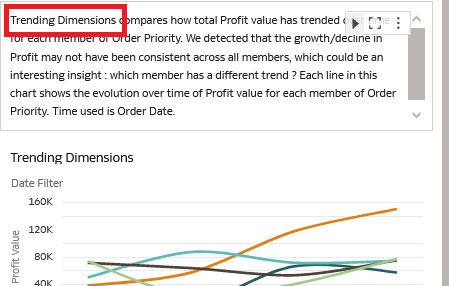 Trending Dimensions compares how total Profit value has trended over time
for each member of Order Priority. We detected that the growth/decline in
Profit may not have been consistent across all members, which could be an
interesting insight : which member has a different trend ? Each line in this
chart shows the evolution over time of Profit value for each member of Order
Priority. Time used is Order Date.
Trending Dimensions
Date Filter
160K
120K
80K
40K
Profit Value